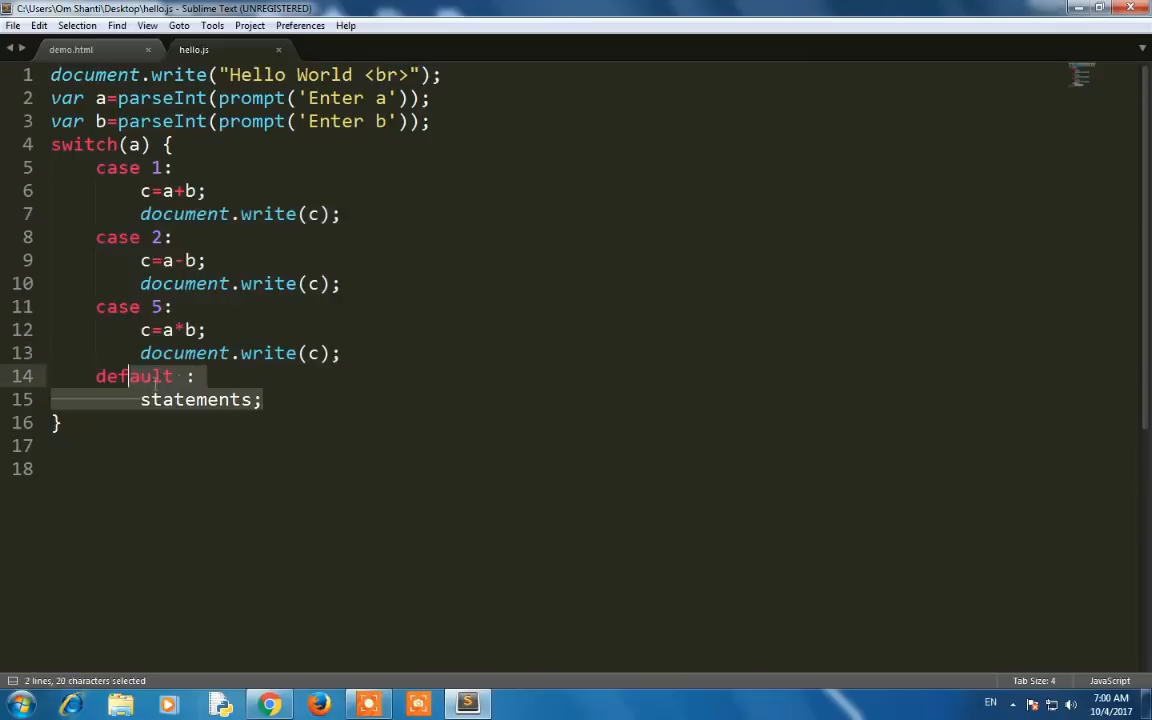 C:\Users\Om Shanti\Desktop\hello.js - Sublime Text (UNREGISTERED)
File Edit Selection Find View Goto Tools Project Preferences Help
demo.html × hello.js ×
1 document.write("Hello World <br>");
2 var a=parseInt(prompt('Enter a'));
3 var b=parseInt(prompt('Enter b'));
4 switch(a) {
5 case 1:
6 c=a+b;
7 document.write(c);
8 case 2:
9 c=a-b;
10 document.write(c);
11 case 5:
12 c=a*b;
13 document.write(c);
14 default :
15 statements;
16 }
17
18
2 lines, 20 characters selected Tab Size: 4 JavaScript
EN 7:00 AM
10/4/2017